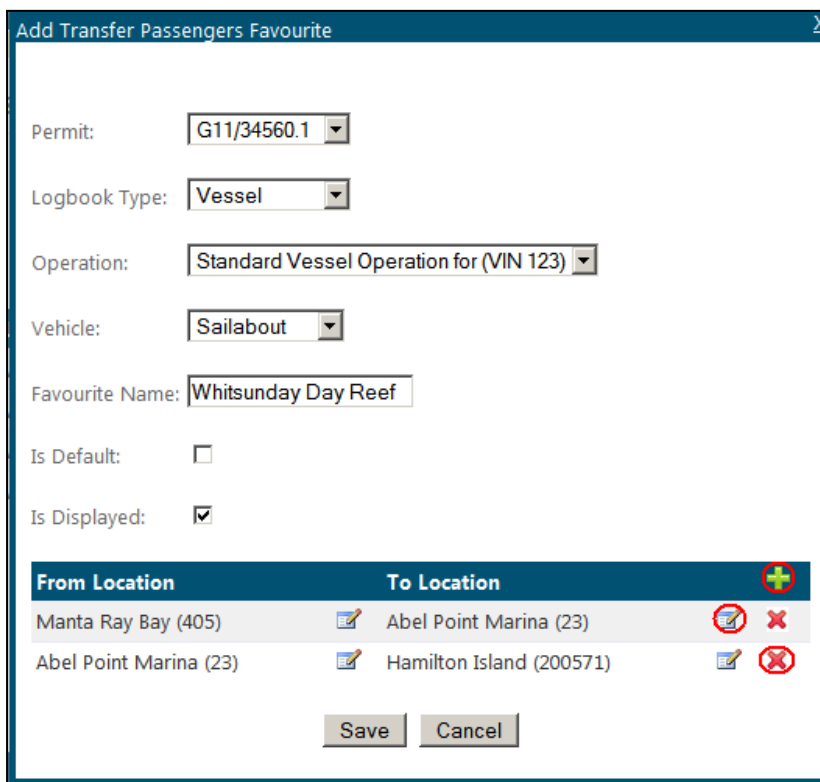 Add Transfer Passengers Favourite X
Permit: G11/34560.1
Logbook Type: Vessel
Operation: Standard Vessel Operation for (VIN 123)
Vehicle: Sailabout
Favourite Name: Whitsunday Day Reef
Is Default:
Is Displayed:
From Location To Location
Manta Ray Bay (405) Abel Point Marina (23)
Abel Point Marina (23) Hamilton Island (200571)
Save Cancel